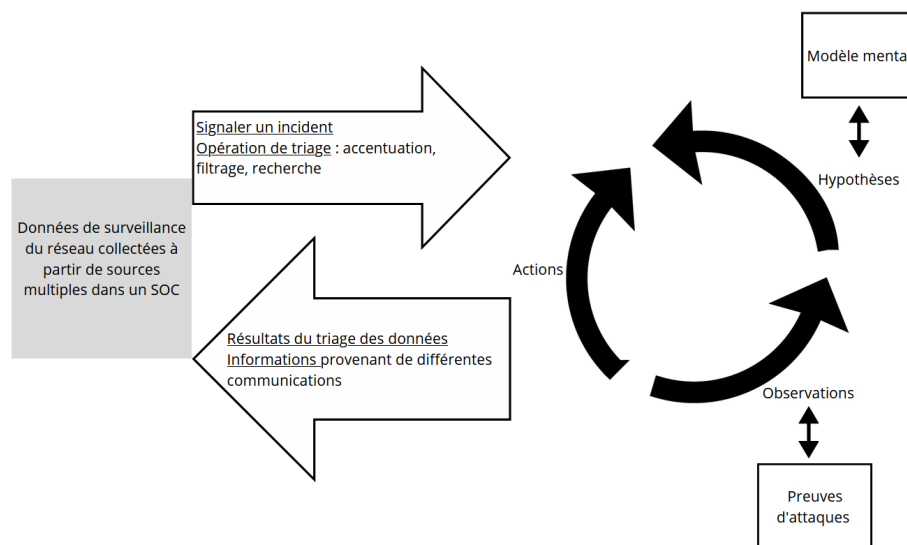 Modèle menta
Signaler un incident
Opération de triage : accentuation,
filtrage, recherche
Hypothèses
Données de surveillance
du réseau collectées à
partir de sources
multiples dans un SOC
Actions
Résultats du triage des données
Informations provenant de différentes
communications
Observations
Preuves
d'attaques